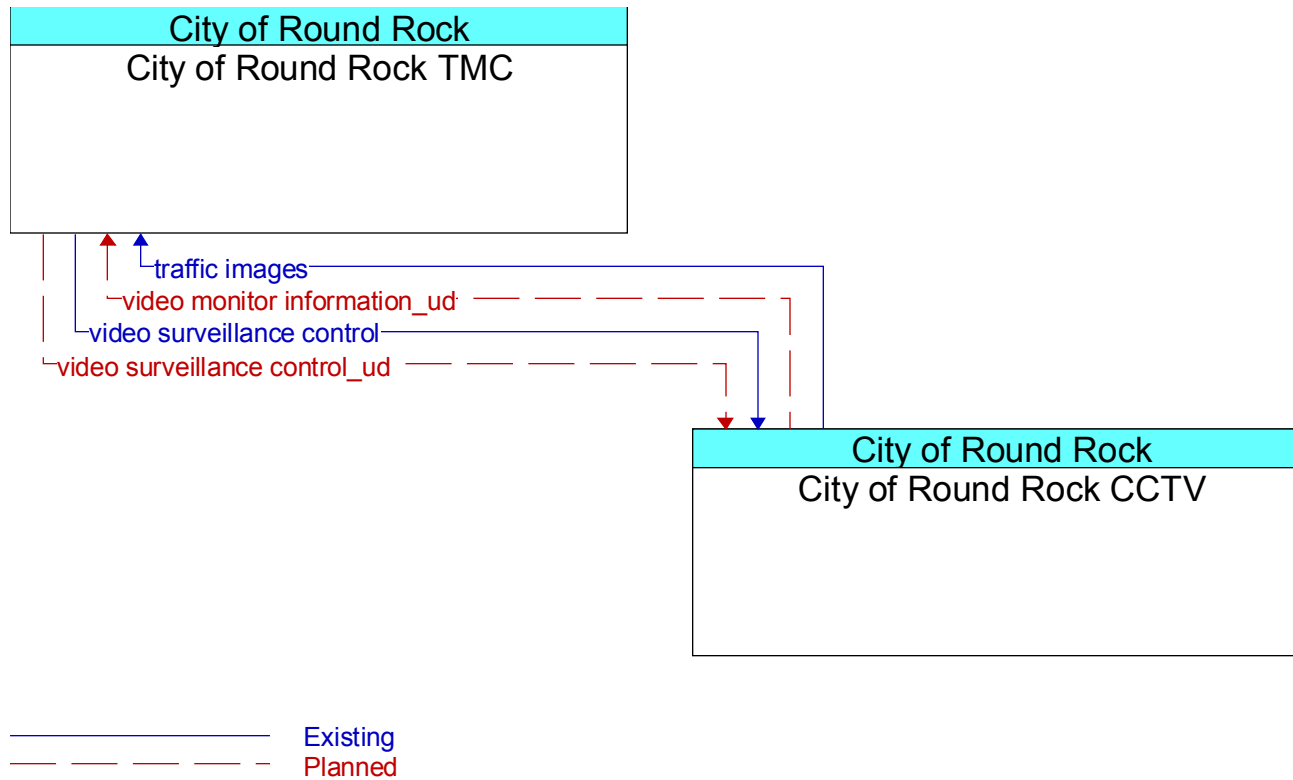 City of Round Rock
City of Round Rock TMC
traffic images
video monitor information_ud
video surveillance control
video surveillance control_ud
City of Round Rock
City of Round Rock CCTV
Existing
Planned